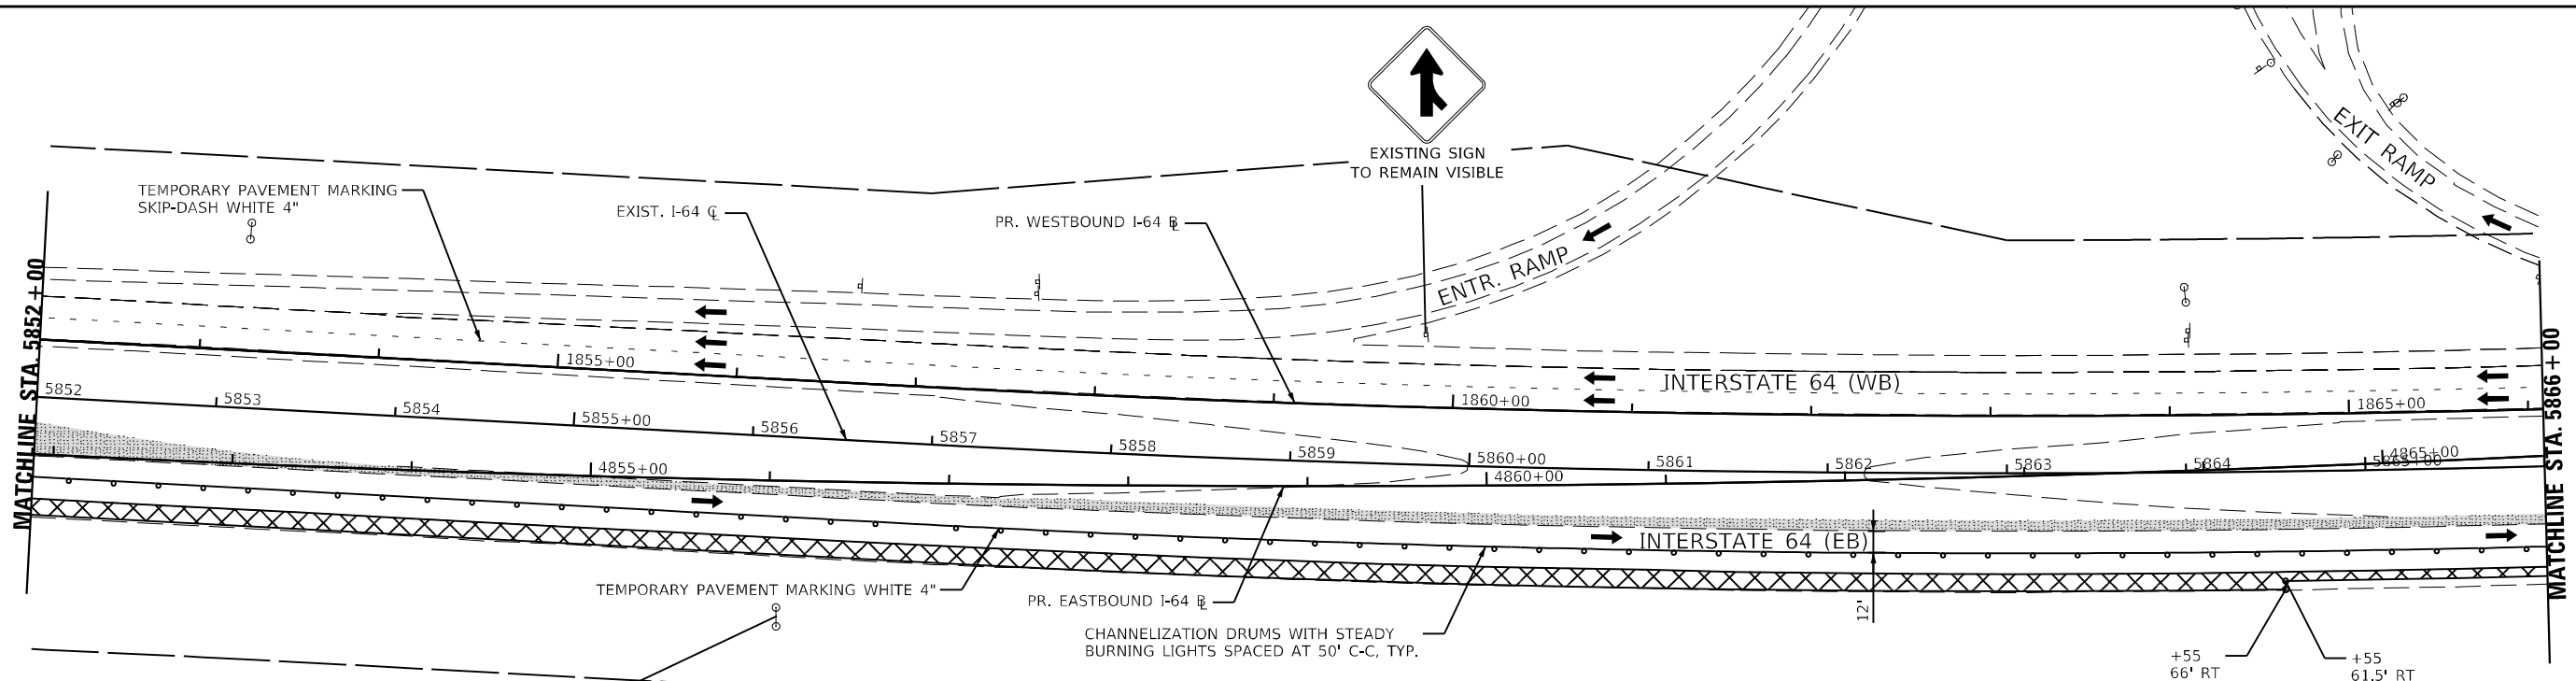 EXISTING SIGN
TO REMAIN VISIBLE
EXIT RAMP
TEMPORARY PAVEMENT MARKING
SKIP-DASH WHITE 4"
EXIST. I-64 ℄
PR. WESTBOUND I-64 BL
ENTR. RAMP
MATCHLINE STA. 5852+00
1855+00
INTERSTATE 64 (WB)
1860+00
1865+00
5852
5853
5854
5855+00
5856
5857
5858
5859
5860+00
5861
5862
5863
5864
5865+00
4855+00
4860+00
4865+00
INTERSTATE 64 (EB)
MATCHLINE STA. 5866+00
TEMPORARY PAVEMENT MARKING WHITE 4"
PR. EASTBOUND I-64 BL
12'
CHANNELIZATION DRUMS WITH STEADY
BURNING LIGHTS SPACED AT 50' C-C, TYP.
+55
66' RT
+55
61.5' RT